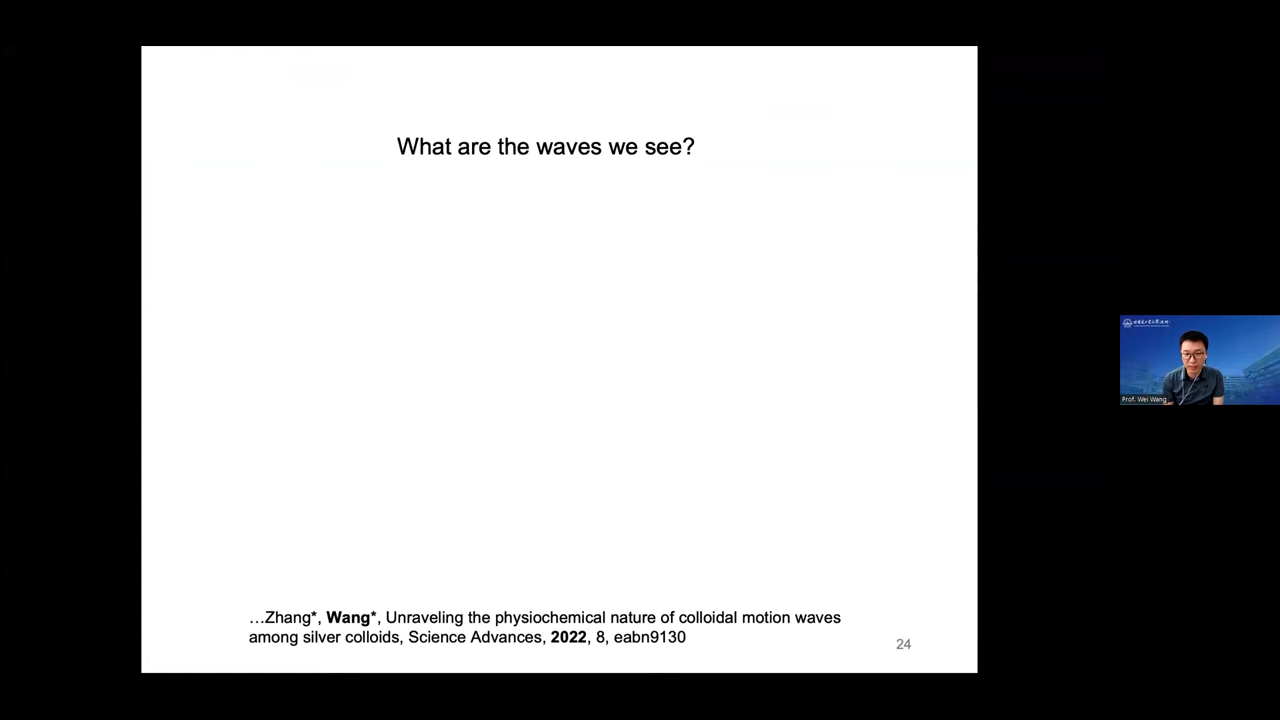 What are the waves we see?
…Zhang*, Wang*, Unraveling the physiochemical nature of colloidal motion waves
among silver colloids, Science Advances, 2022, 8, eabn9130
24
Prof. Wei Wang